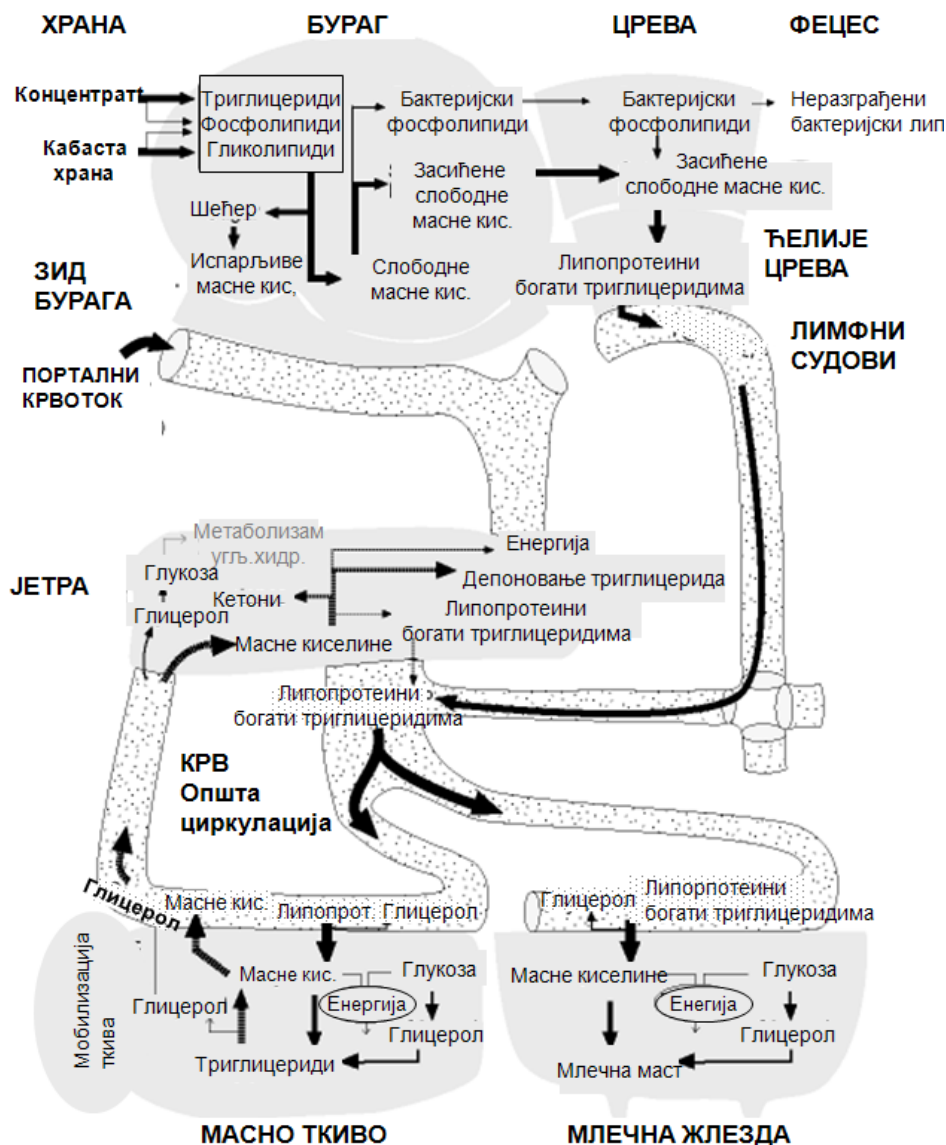 ХРАНА
БУРАГ
ЦРЕВА
ФЕЦЕС
Концентратt
Кабаста
храна
Триглицериди
Фосфолипиди
Гликолипиди
Бактеријски
фосфолипиди
Бактеријски
фосфолипиди
Неразграђени
бактеријски лип
Засићене
слободне
масне кис.
Засићене
слободне масне кис.
Шећер
Испарљиве
масне кис,
Слободне
масне кис.
Липопротеини
богати триглицеридима
ЋЕЛИЈЕ
ЦРЕВА
ЗИД
БУРАГА
ЛИМФНИ
СУДОВИ
ПОРТАЛНИ
КРВОТОК
ЈЕТРА
Метаболизам
угљ.хидр.
Глукоза
Глицерол
Кетони
Масне киселине
Енергија
Депоновање триглицерида
Липопротеини
богати триглицеридима
Липопротеини
богати триглицеридима
КРВ
Општа
циркулација
Глицерол
Масне кис.
Липопрот.
Глицерол
Глицерол
Липорпотеини
богати триглицеридима
Мобилизација
ткива
Глицерол
Масне кис.
Глукоза
Енергија
Глицерол
Триглицериди
Масне киселине
Глукоза
Енегија
Глицерол
Млечна маст
МАСНО ТКИВО
МЛЕЧНА ЖЛЕЗДА